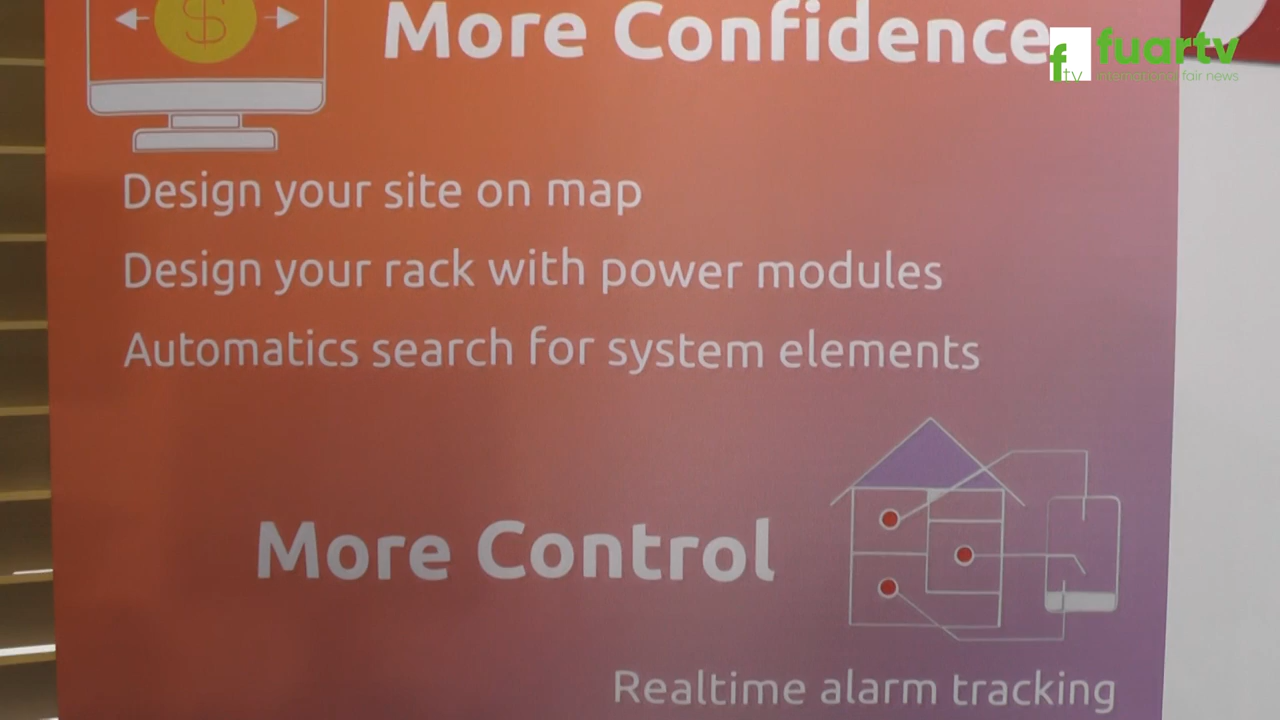 More Confidence
f
tv
fuartv
international fair news
$
Design your site on map
Design your rack with power modules
Automatics search for system elements
More Control
Realtime alarm tracking